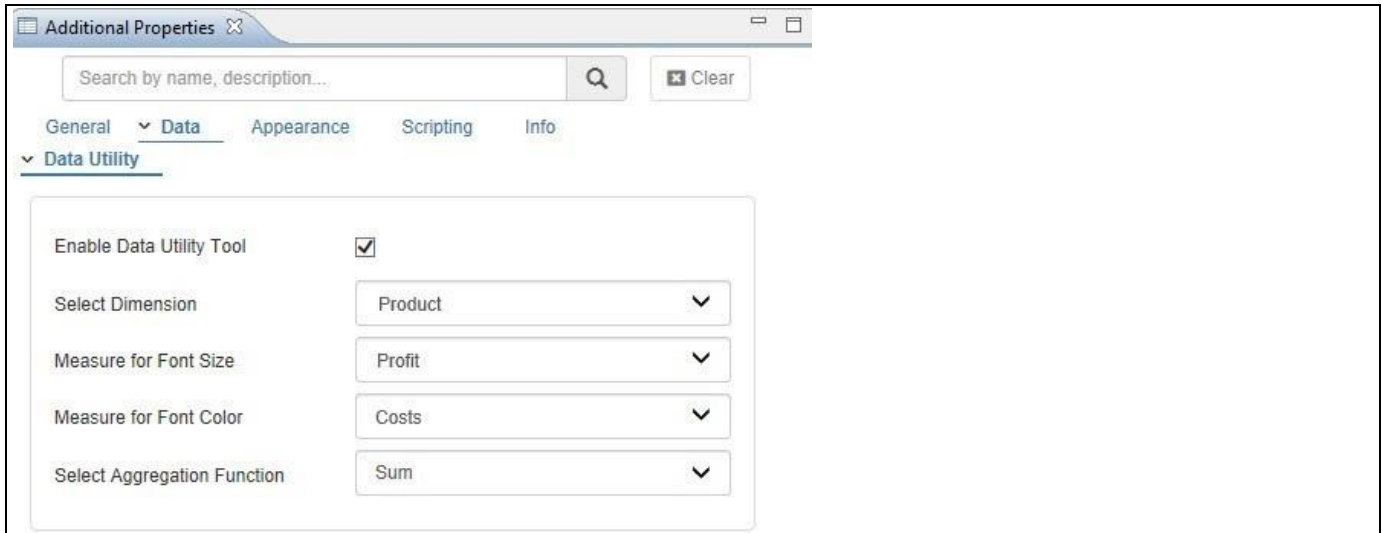 Additional Properties
Search by name, description... Clear
General Data Appearance Scripting Info
Data Utility
Enable Data Utility Tool
Select Dimension Product
Measure for Font Size Profit
Measure for Font Color Costs
Select Aggregation Function Sum